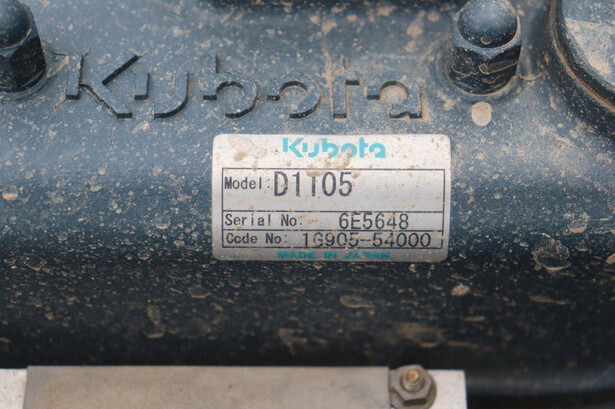 Kubota
Kubota
Model: D1105
Serial No: 6E5648
Code No: 1G905-54000
MADE IN JAPAN